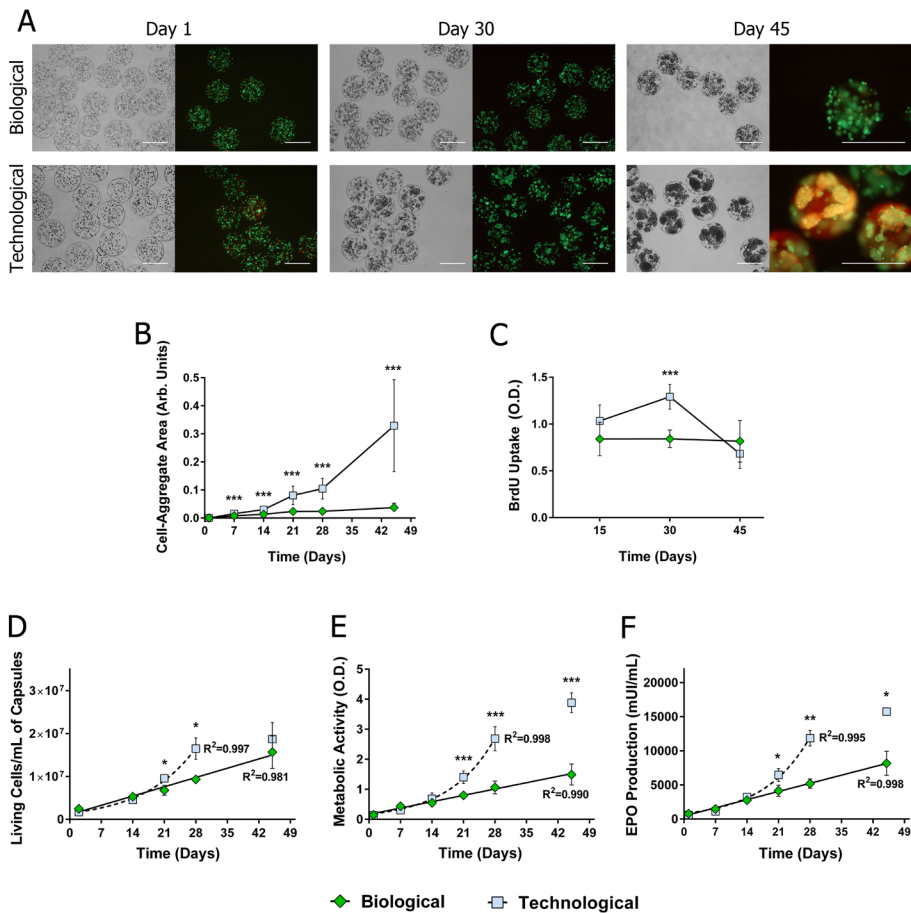 A
Day 1
Day 30
Day 45
Biological
Technological
B
Cell-Aggregate Area (Arb. Units)
0.5
0.4
0.3
0.2
0.1
0.0
***
***
***
***
***
0
7
14
21
28
35
42
49
Time (Days)
C
BrdU Uptake (O.D.)
1.5
1.0
0.5
0.0
***
15
30
45
Time (Days)
D
Living Cells/mL of Capsules
3×10⁷
2×10⁷
1×10⁷
0
*
*
R²=0.997
R²=0.981
0
7
14
21
28
35
42
49
Time (Days)
E
Metabolic Activity (O.D.)
5
4
3
2
1
0
***
***
***
R²=0.998
R²=0.990
0
7
14
21
28
35
42
49
Time (Days)
F
EPO Production (mUI/mL)
20000
15000
10000
5000
0
*
**
*
R²=0.995
R²=0.998
0
7
14
21
28
35
42
49
Time (Days)
Biological
Technological